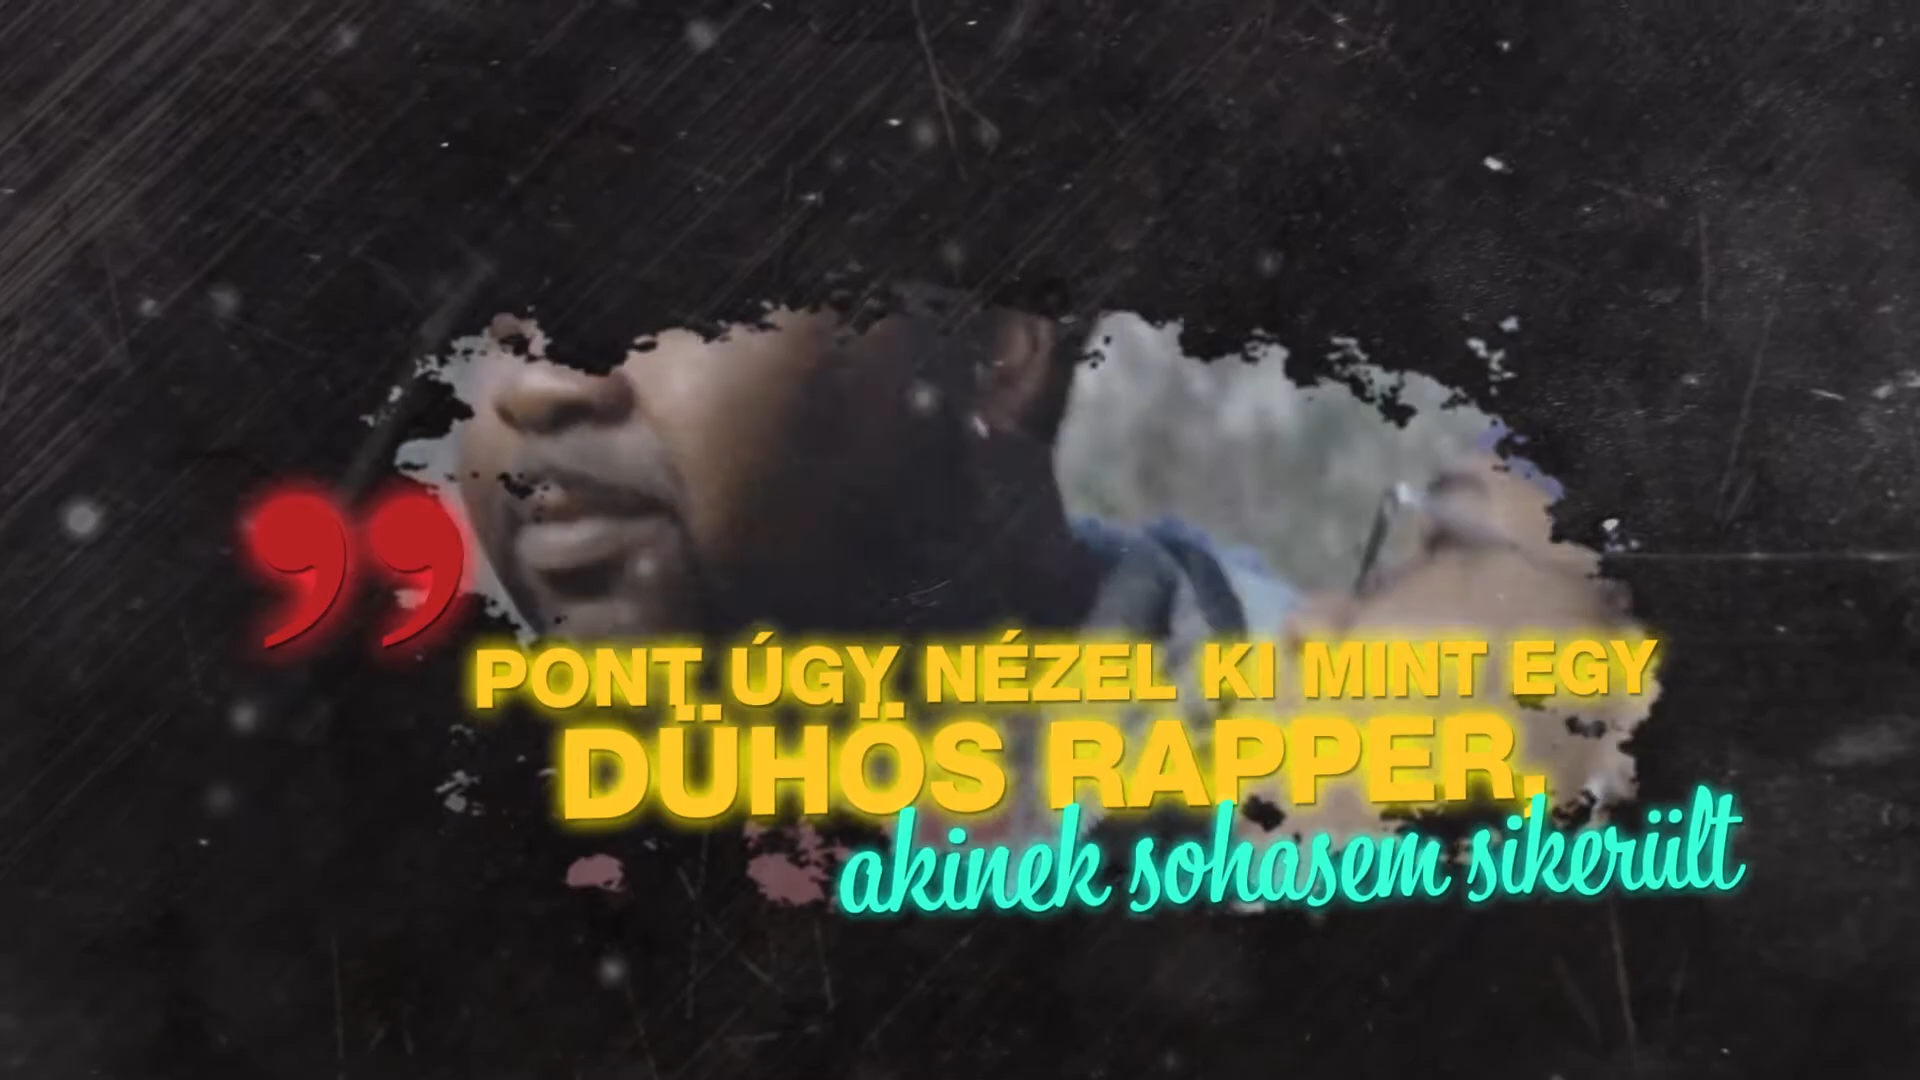 ”
PONT ÚGY NÉZEL KI MINT EGY
DÜHÖS RAPPER,
akinek sohasem sikerült